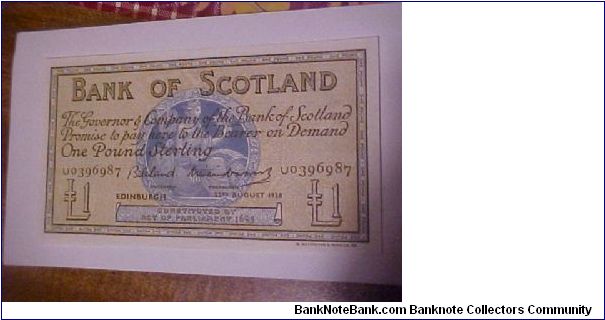 BANK OF SCOTLAND
The Governor & Company of the Bank of Scotland
Promise to pay here to the Bearer on Demand
One Pound Sterling
U0396987 U0396987
EDINBURGH AUGUST
£1 £1
CONSTITUTED BY
ACT OF PARLIAMENT 1695
BankNoteBank.com Banknote Collectors Community